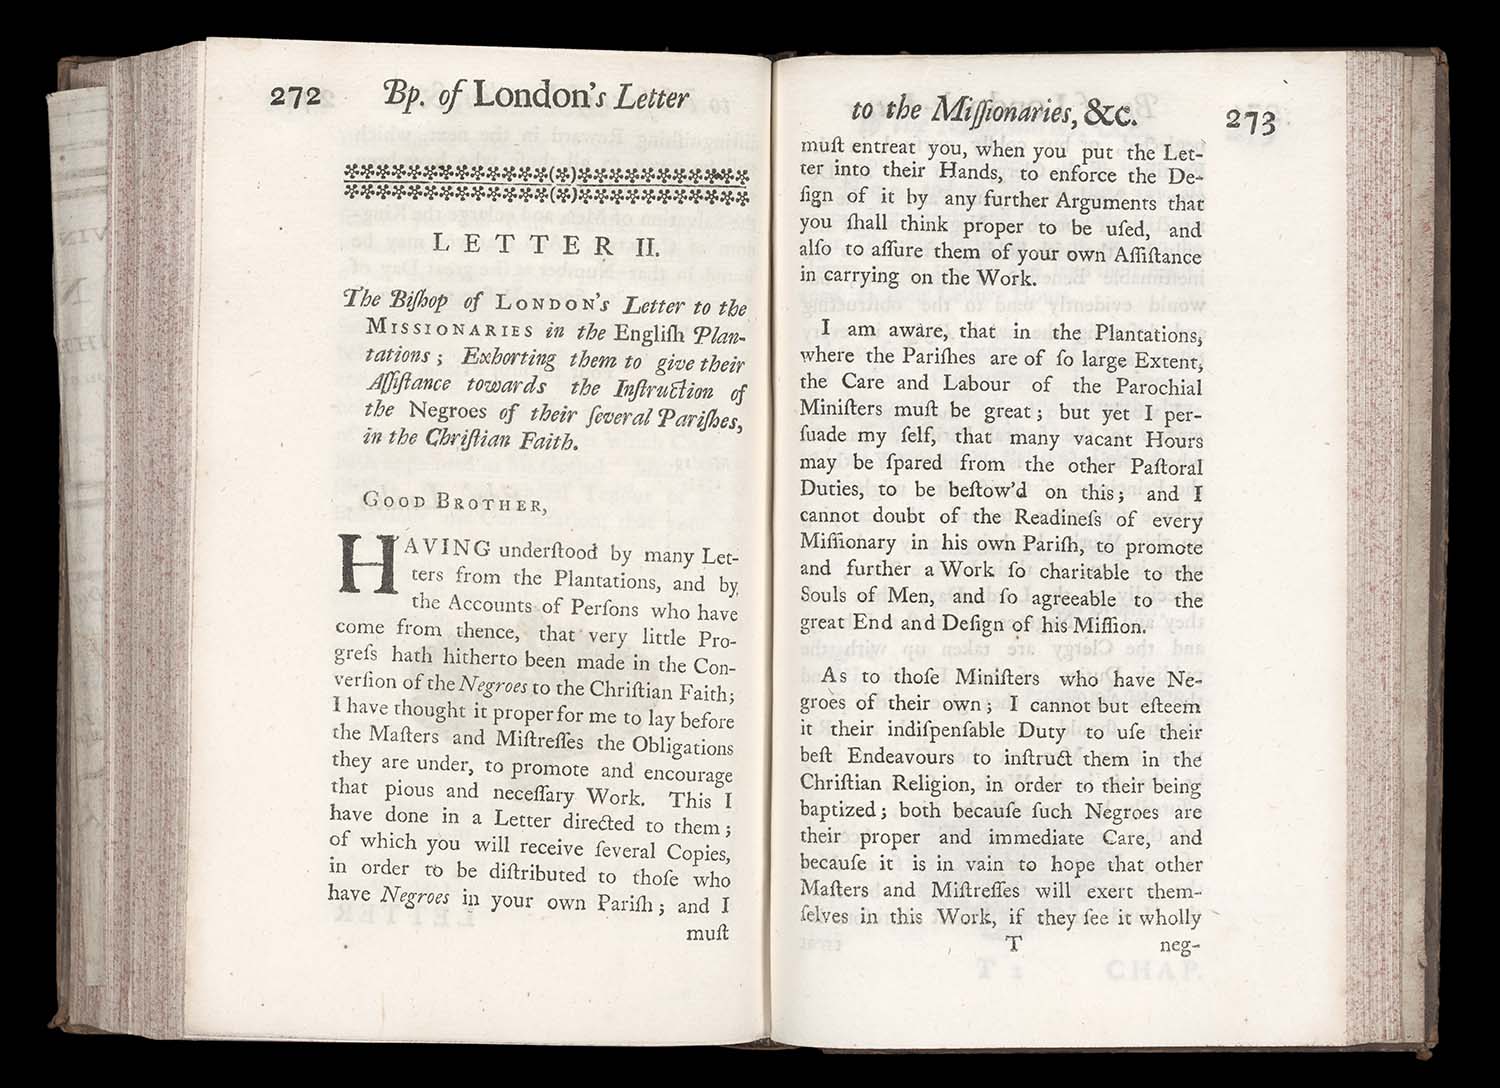 272 Bp. of London's Letter
LETTER II.
The Biſhop of LONDON's Letter to the
MISSIONARIES in the Engliſh Plan-
tations; Exhorting them to give their
Aſſiſtance towards the Inſtruction of
the Negroes of their ſeveral Pariſhes,
in the Chriſtian Faith.
GOOD BROTHER,
HAVING underſtood by many Let-
ters from the Plantations, and by
the Accounts of Perſons who have
come from thence, that very little Pro-
greſs hath hitherto been made in the Con-
verſion of the Negroes to the Chriſtian Faith;
I have thought it proper for me to lay before
the Maſters and Miſtreſſes the Obligations
they are under, to promote and encourage
that pious and neceſſary Work. This I
have done in a Letter directed to them;
of which you will receive ſeveral Copies,
in order to be diſtributed to thoſe who
have Negroes in your own Pariſh; and I
muſt
to the Miſſionaries, &c. 273
muſt entreat you, when you put the Let-
ter into their Hands, to enforce the De-
ſign of it by any further Arguments that
you ſhall think proper to be uſed, and
alſo to aſſure them of your own Aſſiſtance
in carrying on the Work.
I am aware, that in the Plantations,
where the Pariſhes are of ſo large Extent,
the Care and Labour of the Parochial
Miniſters muſt be great; but yet I per-
ſuade my ſelf, that many vacant Hours
may be ſpared from the other Paſtoral
Duties, to be beſtow'd on this; and I
cannot doubt of the Readineſs of every
Miſſionary in his own Pariſh, to promote
and further a Work ſo charitable to the
Souls of Men, and ſo agreeable to the
great End and Deſign of his Miſſion.
As to thoſe Miniſters who have Ne-
groes of their own; I cannot but eſteem
it their indiſpenſable Duty to uſe their
beſt Endeavours to inſtruct them in the
Chriſtian Religion, in order to their being
baptized; both becauſe ſuch Negroes are
their proper and immediate Care, and
becauſe it is in vain to hope that other
Maſters and Miſtreſſes will exert them-
ſelves in this Work, if they ſee it wholly
T neg-